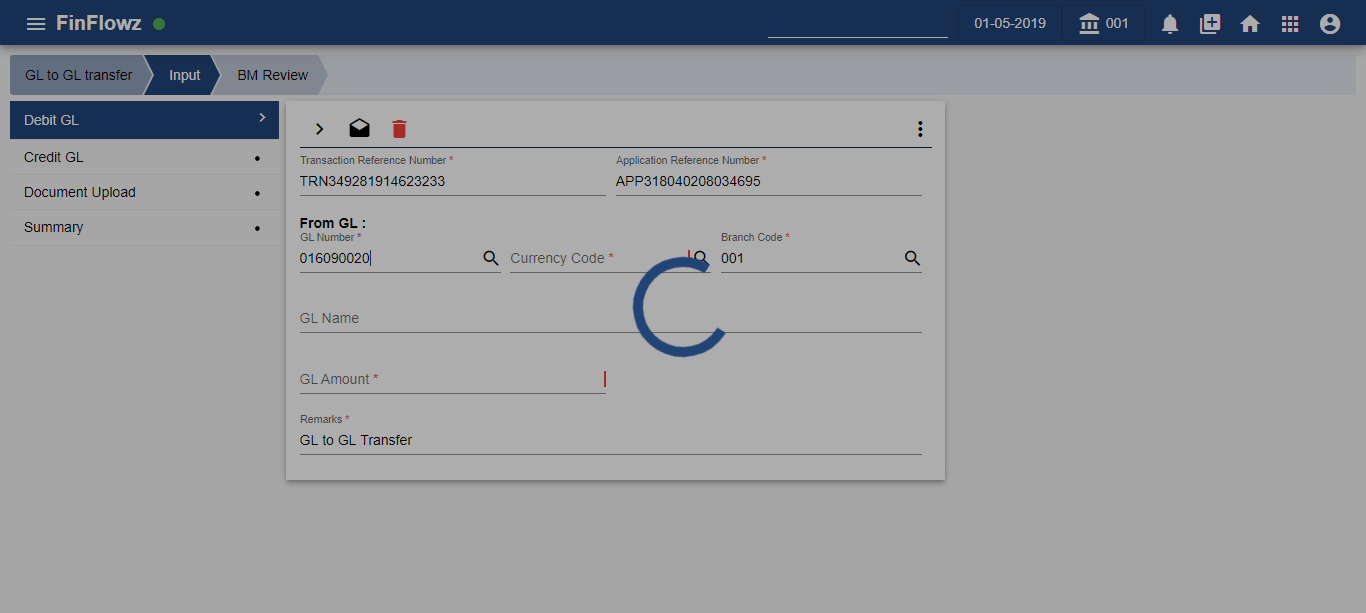 FinFlowz 01-05-2019 001
GL to GL transfer Input BM Review
Debit GL
Credit GL
Document Upload
Summary
Transaction Reference Number * Application Reference Number *
TRN349281914623233 APP318040208034695
From GL :
GL Number * Branch Code *
016090020 Currency Code * 001
GL Name
GL Amount *
Remarks *
GL to GL Transfer